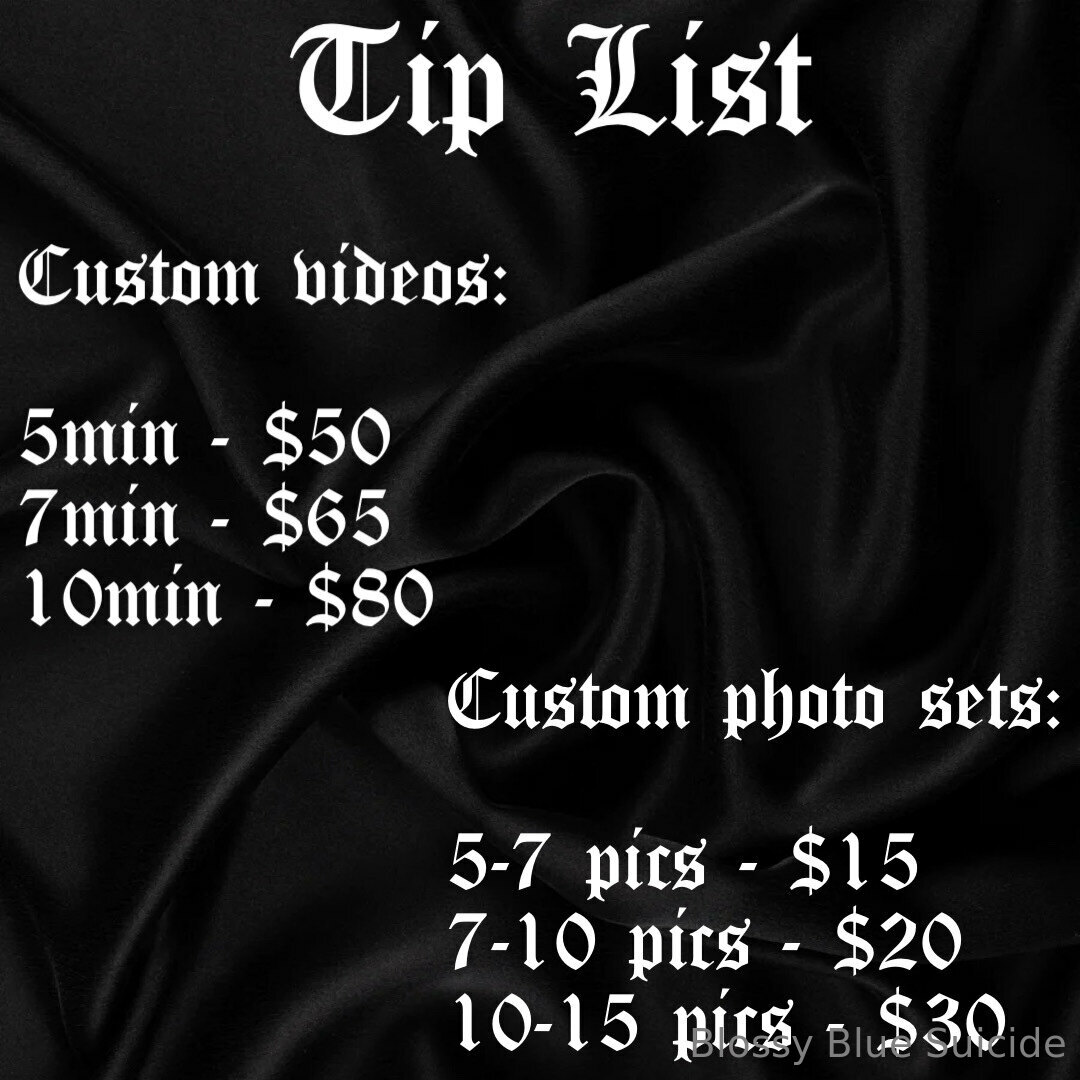 Tip List
Custom videos:
5min - $50
7min - $65
10min - $80
Custom photo sets:
5-7 pics - $15
7-10 pics - $20
10-15 pics - $30
Blossy Blue Suicide